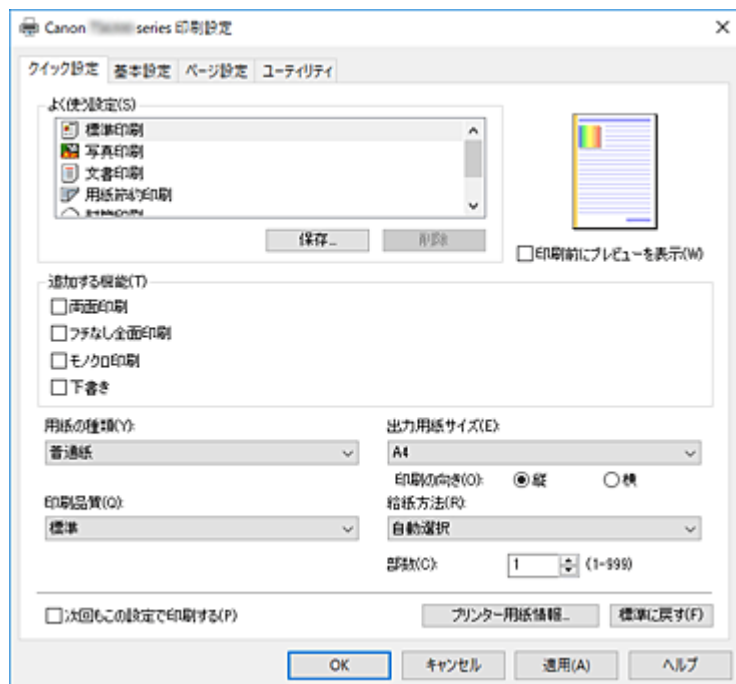 Canon series 印刷設定
クイック設定 基本設定 ページ設定 ユーティリティ
よく使う設定(S)
標準印刷
写真印刷
文書印刷
用紙節約印刷
封筒印刷
保存... 削除
印刷前にプレビューを表示(W)
追加する機能(T)
両面印刷
フチなし全面印刷
モノクロ印刷
下書き
用紙の種類(Y):
普通紙
出力用紙サイズ(E):
A4
印刷の向き(O): 縦 横
印刷品質(Q):
標準
給紙方法(R):
自動選択
部数(C): 1 (1-999)
次回もこの設定で印刷する(P)
プリンター用紙情報... 標準に戻す(F)
OK キャンセル 適用(A) ヘルプ